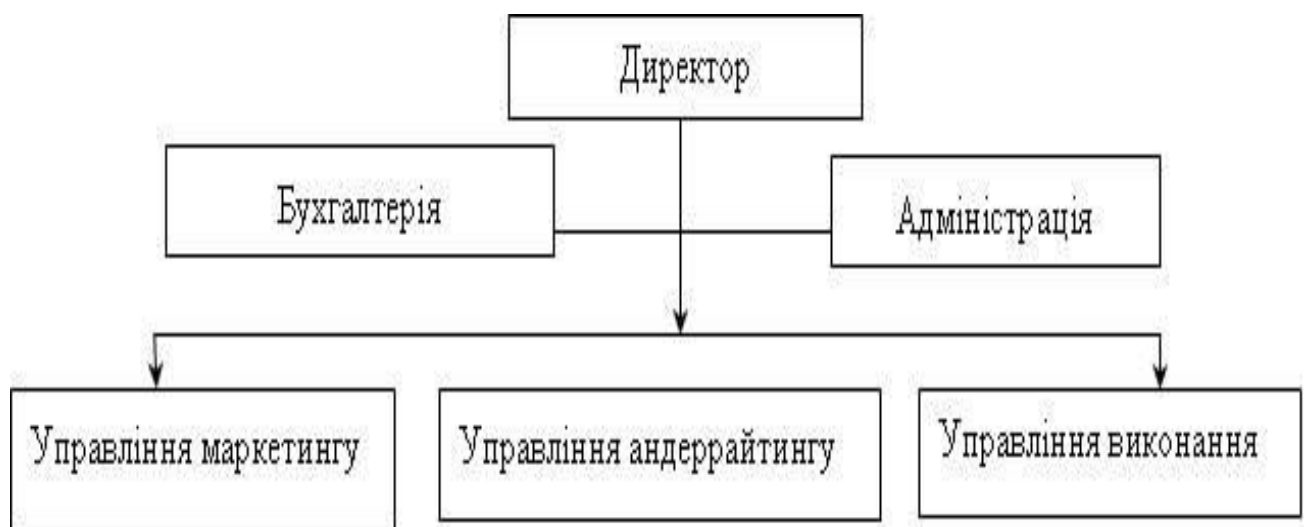 Директор
Бухгалтерія
Адміністрація
Управління маркетингу
Управління андеррайтингу
Управління виконання